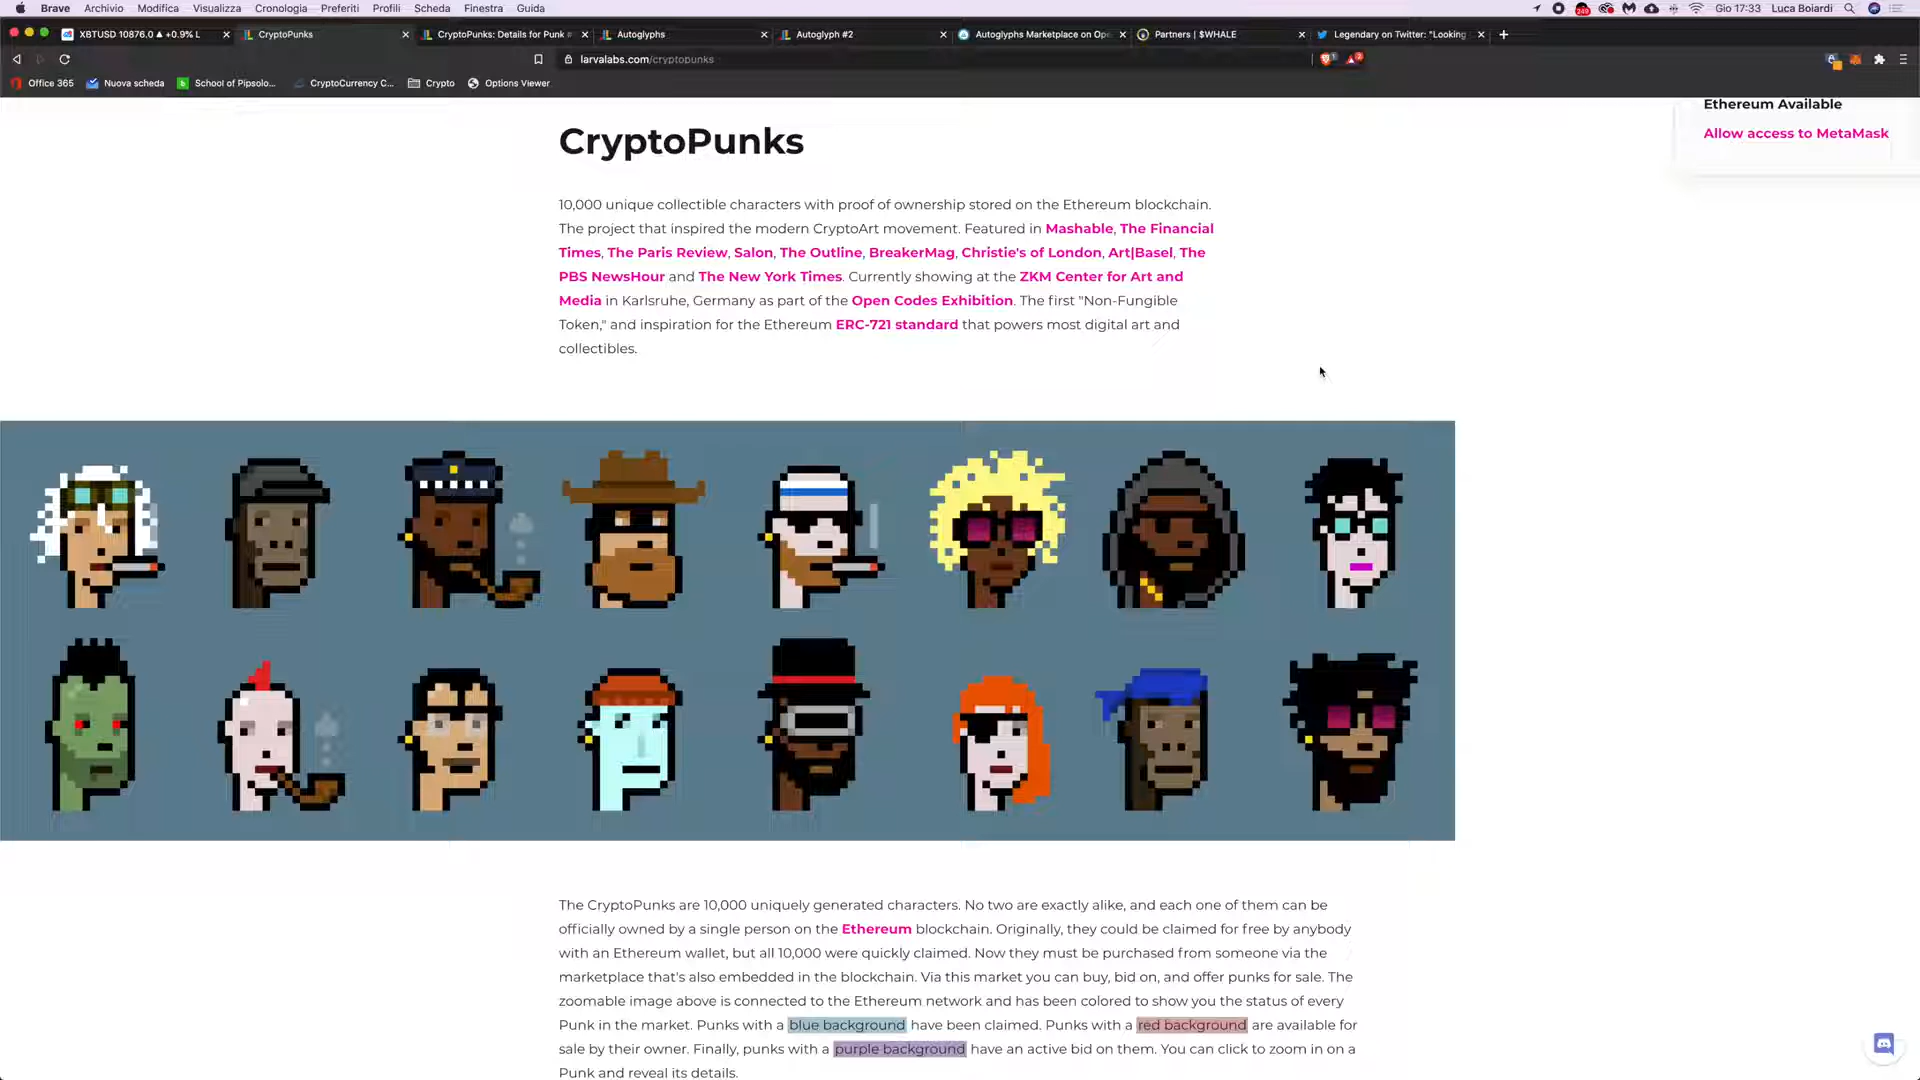 Brave Archivio Modifica Visualizza Cronologia Preferiti Profili Scheda Finestra Guida
249 Gio 17:33 Luca Boiardi
XBTUSD 10876.0 ▲ +0.9% L
CryptoPunks
CryptoPunks: Details for Punk #
Autoglyphs
Autoglyph #2
Autoglyphs Marketplace on Ope
Partners | $WHALE
Legendary on Twitter: "Looking
larvalabs.com/cryptopunks
Office 365 Nuova scheda School of Pipsolo... CryptoCurrency C... Crypto Options Viewer
Ethereum Available
Allow access to MetaMask
CryptoPunks
10,000 unique collectible characters with proof of ownership stored on the Ethereum blockchain.
The project that inspired the modern CryptoArt movement. Featured in Mashable, The Financial
Times, The Paris Review, Salon, The Outline, BreakerMag, Christie's of London, Art|Basel, The
PBS NewsHour and The New York Times. Currently showing at the ZKM Center for Art and
Media in Karlsruhe, Germany as part of the Open Codes Exhibition. The first "Non-Fungible
Token," and inspiration for the Ethereum ERC-721 standard that powers most digital art and
collectibles.
The CryptoPunks are 10,000 uniquely generated characters. No two are exactly alike, and each one of them can be
officially owned by a single person on the Ethereum blockchain. Originally, they could be claimed for free by anybody
with an Ethereum wallet, but all 10,000 were quickly claimed. Now they must be purchased from someone via the
marketplace that's also embedded in the blockchain. Via this market you can buy, bid on, and offer punks for sale. The
zoomable image above is connected to the Ethereum network and has been colored to show you the status of every
Punk in the market. Punks with a blue background have been claimed. Punks with a red background are available for
sale by their owner. Finally, punks with a purple background have an active bid on them. You can click to zoom in on a
Punk and reveal its details.